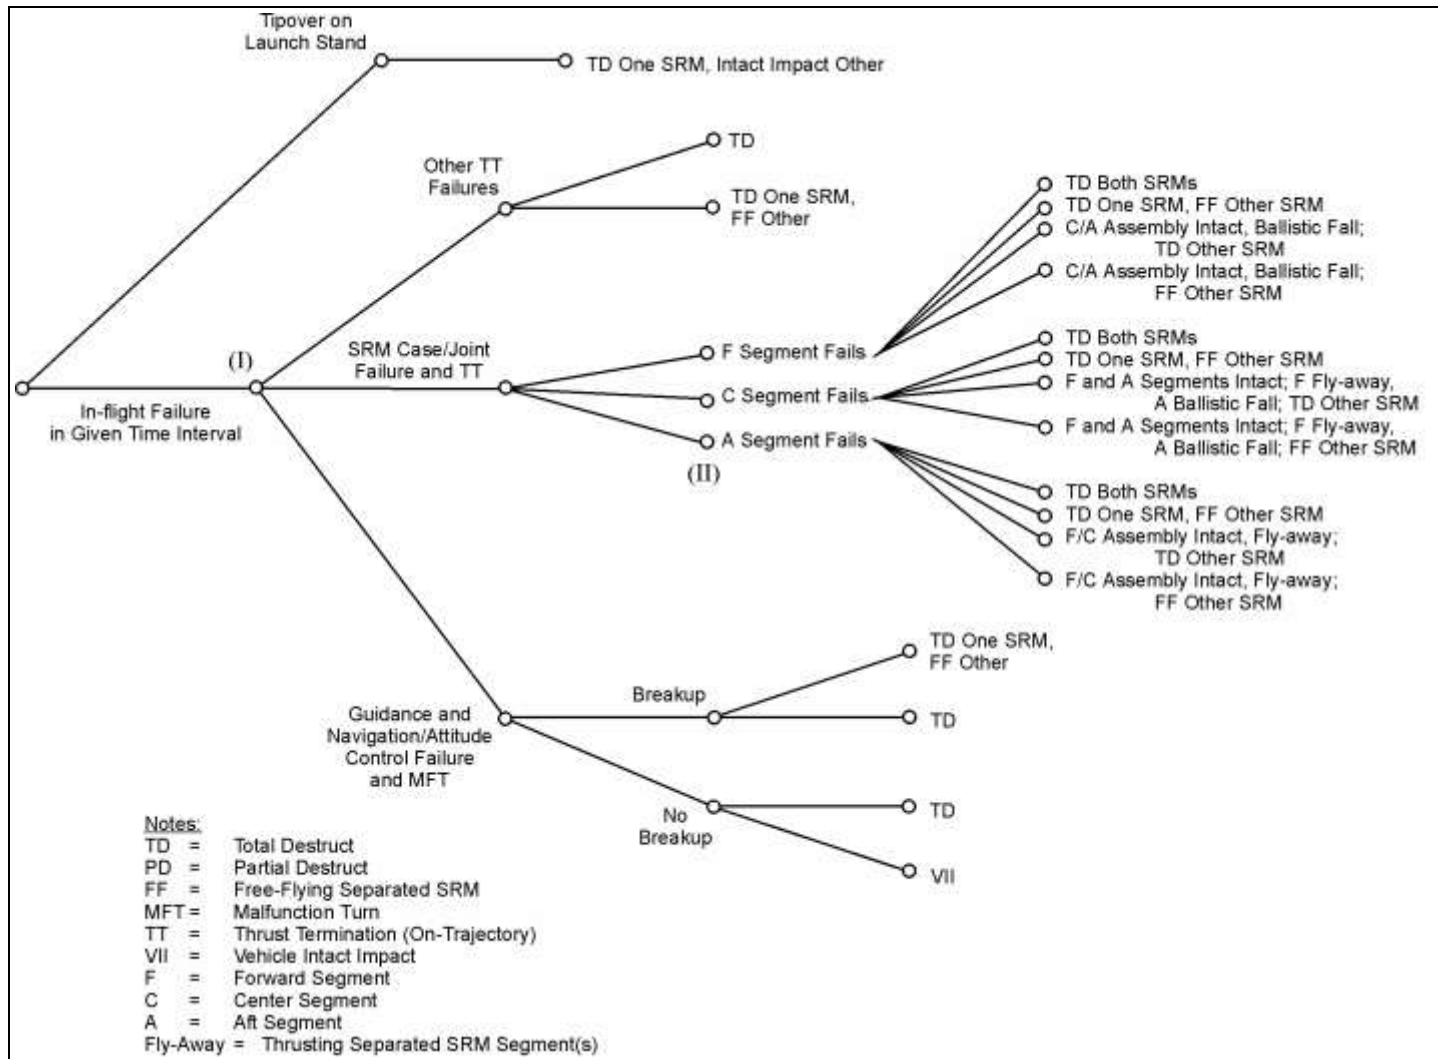 Tipover on
Launch Stand
TD One SRM, Intact Impact Other
TD
Other TT
Failures
TD One SRM,
FF Other
TD Both SRMs
TD One SRM, FF Other SRM
C/A Assembly Intact, Ballistic Fall;
TD Other SRM
C/A Assembly Intact, Ballistic Fall;
FF Other SRM
(I)
SRM Case/Joint
Failure and TT
F Segment Fails
C Segment Fails
A Segment Fails
(II)
TD Both SRMs
TD One SRM, FF Other SRM
F and A Segments Intact; F Fly-away,
A Ballistic Fall; TD Other SRM
F and A Segments Intact; F Fly-away,
A Ballistic Fall; FF Other SRM
In-flight Failure
in Given Time Interval
TD Both SRMs
TD One SRM, FF Other SRM
F/C Assembly Intact, Fly-away;
TD Other SRM
F/C Assembly Intact, Fly-away;
FF Other SRM
Guidance and
Navigation/Attitude
Control Failure
and MFT
Breakup
TD One SRM,
FF Other
TD
No
Breakup
TD
VII
Notes:
TD = Total Destruct
PD = Partial Destruct
FF = Free-Flying Separated SRM
MFT = Malfunction Turn
TT = Thrust Termination (On-Trajectory)
VII = Vehicle Intact Impact
F = Forward Segment
C = Center Segment
A = Aft Segment
Fly-Away = Thrusting Separated SRM Segment(s)